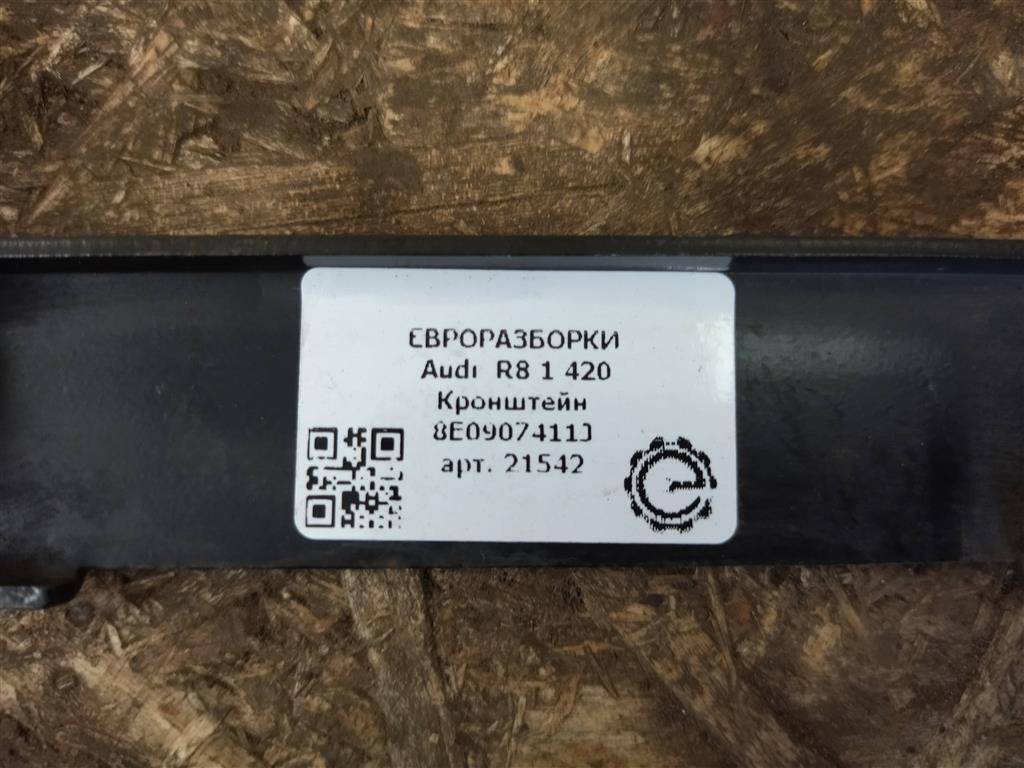 ЕВРОРАЗБОРКИ
Audi R8 1 420
Кронштейн
8E0907411J
арт. 21542